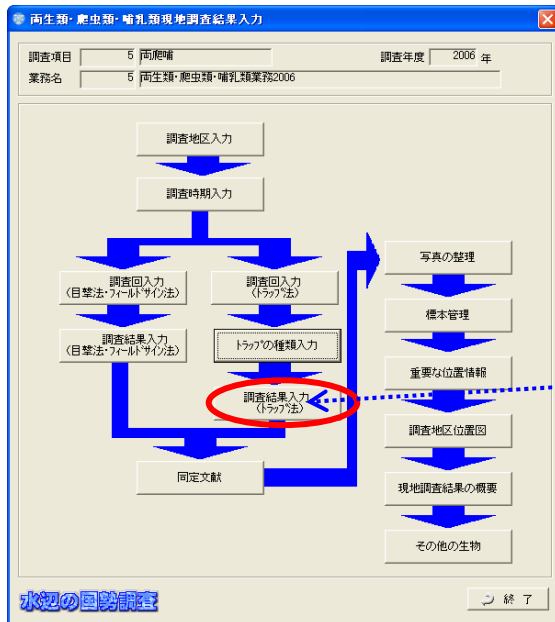 両生類・爬虫類・哺乳類現地調査結果入力
調査項目 5 両爬哺 調査年度 2006 年
業務名 5 両生類・爬虫類・哺乳類業務2006
調査地区入力
調査時期入力
調査回入力
(目撃法・フィールドサイン法)
調査回入力
(トラップ法)
調査結果入力
(目撃法・フィールドサイン法)
トラップの種類入力
調査結果入力
(トラップ法)
同定文献
写真の整理
標本管理
重要な位置情報
調査地区位置図
現地調査結果の概要
その他の生物
水辺の国勢調査
終 了